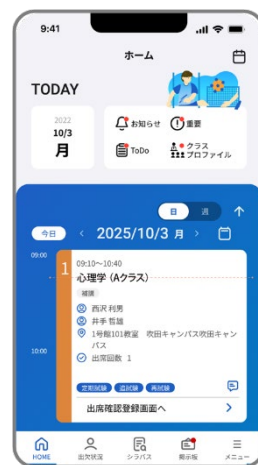 9:41
ホーム
TODAY
2022
10/3
月
お知らせ
重要
ToDo
クラス
プロファイル
日 週
今日 2025/10/3 月
09:00
1
09:10~10:40
心理学 (Aクラス)
補講
西沢 利男
井手 哲雄
1号館101教室 吹田キャンパス吹田キャン
パス
10:00
出席回数 1
定期試験 追試験 再試験
出席確認登録画面へ
HOME 出欠状況 シラバス 掲示板 メニュー